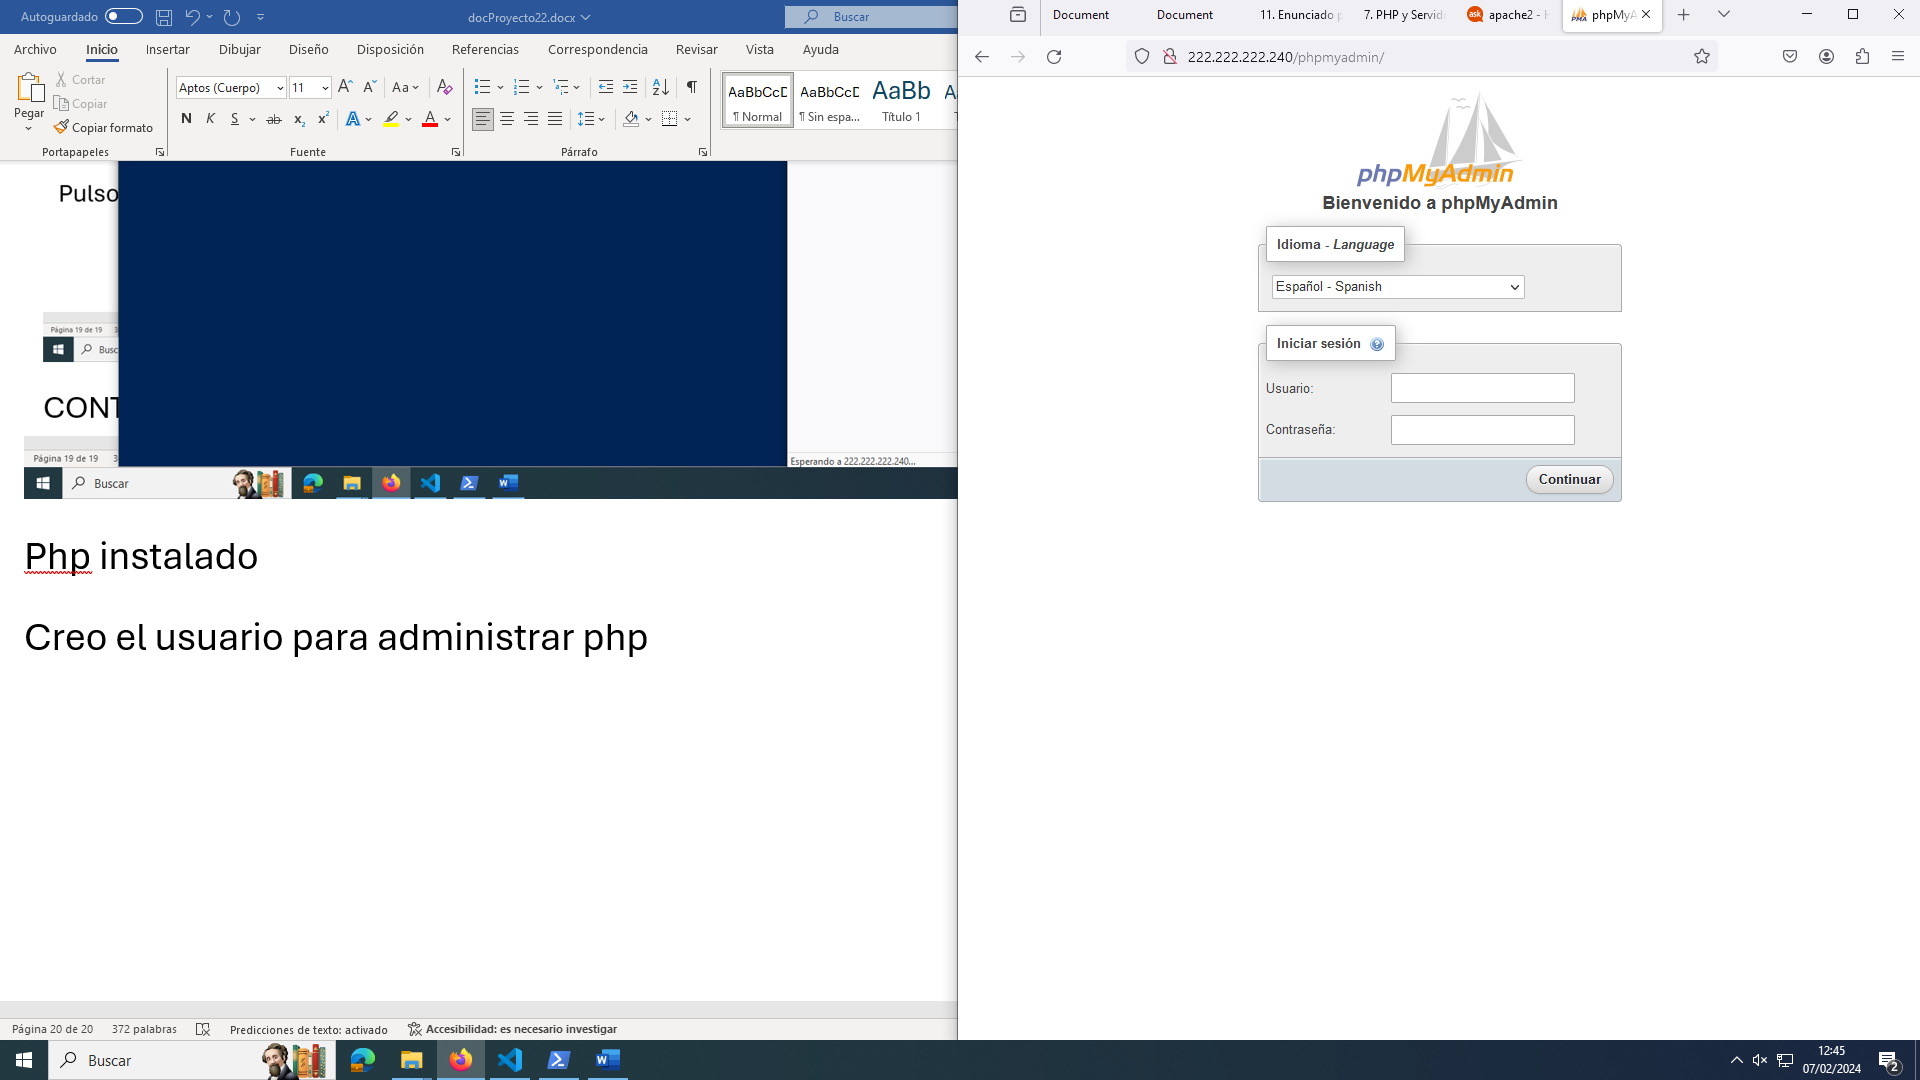 Autoguardado
docProyecto22.docx
Buscar
Archivo Inicio Insertar Dibujar Diseño Disposición Referencias Correspondencia Revisar Vista Ayuda
Pegar
Cortar
Copiar
Copiar formato
Portapapeles
Aptos (Cuerpo) 11
N K S ab x₂ x²
Fuente
Párrafo
AaBbCcD AaBbCcD AaBb
¶ Normal ¶ Sin espa... Título 1
Pulso
Página 19 de 19
Busc
CONT
Página 19 de 19
Esperando a 222.222.222.240...
Buscar
Php instalado
Creo el usuario para administrar php
Página 20 de 20 372 palabras Predicciones de texto: activado Accesibilidad: es necesario investigar
Document Document 11. Enunciado 7. PHP y Servid apache2 - phpMyA
222.222.222.240/phpmyadmin/
phpMyAdmin
Bienvenido a phpMyAdmin
Idioma - Language
Español - Spanish
Iniciar sesión
Usuario:
Contraseña:
Continuar
Buscar
12:45
07/02/2024
2